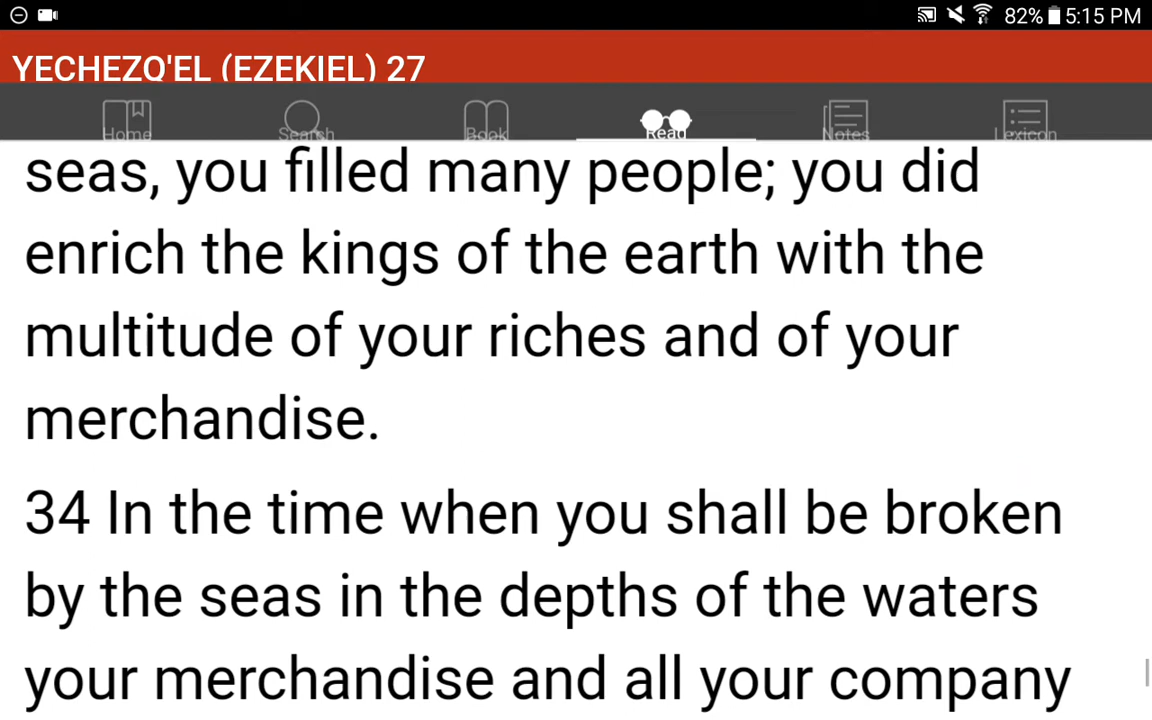 82% 5:15 PM
YECHEZQ'EL (EZEKIEL) 27
Home Search Book Read Notes Lexicon
seas, you filled many people; you did
enrich the kings of the earth with the
multitude of your riches and of your
merchandise.
34 In the time when you shall be broken
by the seas in the depths of the waters
your merchandise and all your company